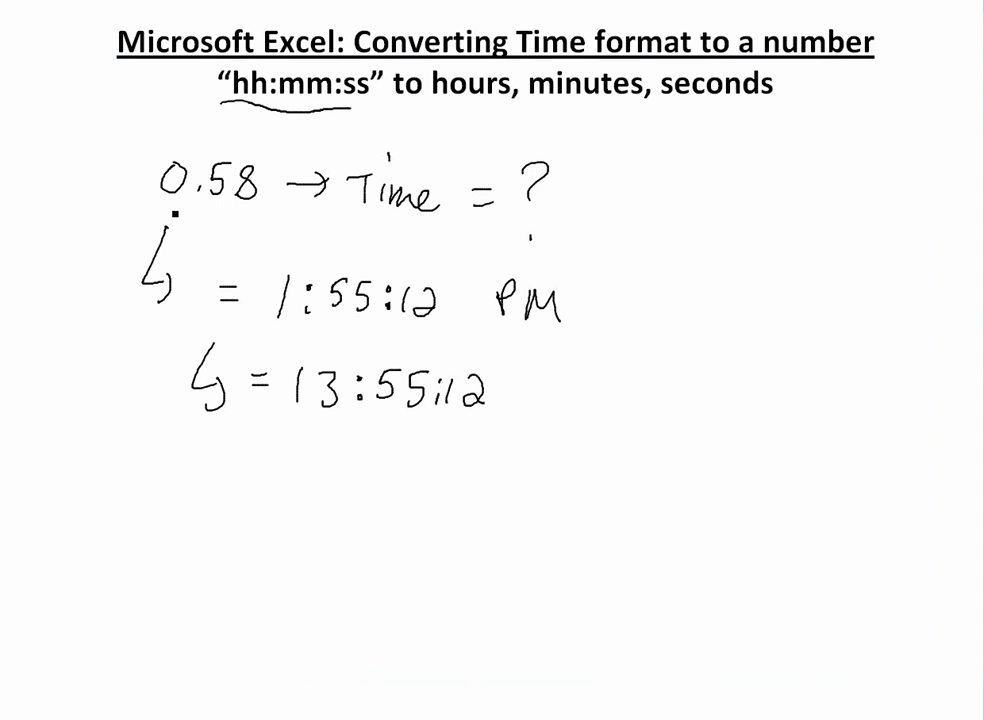 Microsoft Excel: Converting Time format to a number
“hh:mm:ss” to hours, minutes, seconds
0.58 → Time = ?
= 1:55:12 PM
= 13:55:12